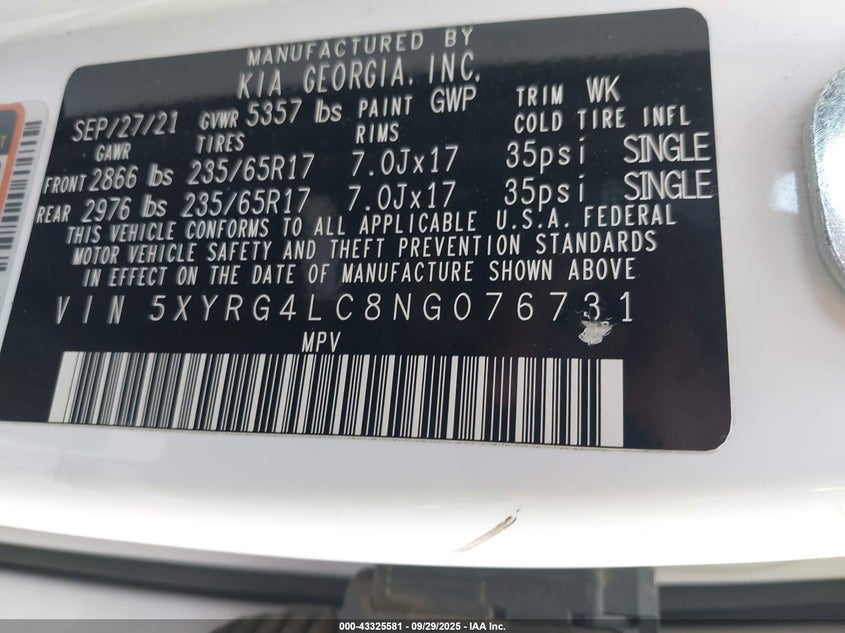 MANUFACTURED BY
KIA GEORGIA, INC.
SEP/27/21 GVWR 5357 lbs PAINT GWP TRIM WK
GAWR TIRES RIMS COLD TIRE INFL
FRONT 2866 lbs 235/65R17 7.0Jx17 35psi SINGLE
REAR 2976 lbs 235/65R17 7.0Jx17 35psi SINGLE
THIS VEHICLE CONFORMS TO ALL APPLICABLE U.S.A. FEDERAL
MOTOR VEHICLE SAFETY AND THEFT PREVENTION STANDARDS
IN EFFECT ON THE DATE OF MANUFACTURE SHOWN ABOVE
VIN 5XYRG4LC8NG076731
MPV
000-43325581 | 09/29/2025 | IAA Inc.